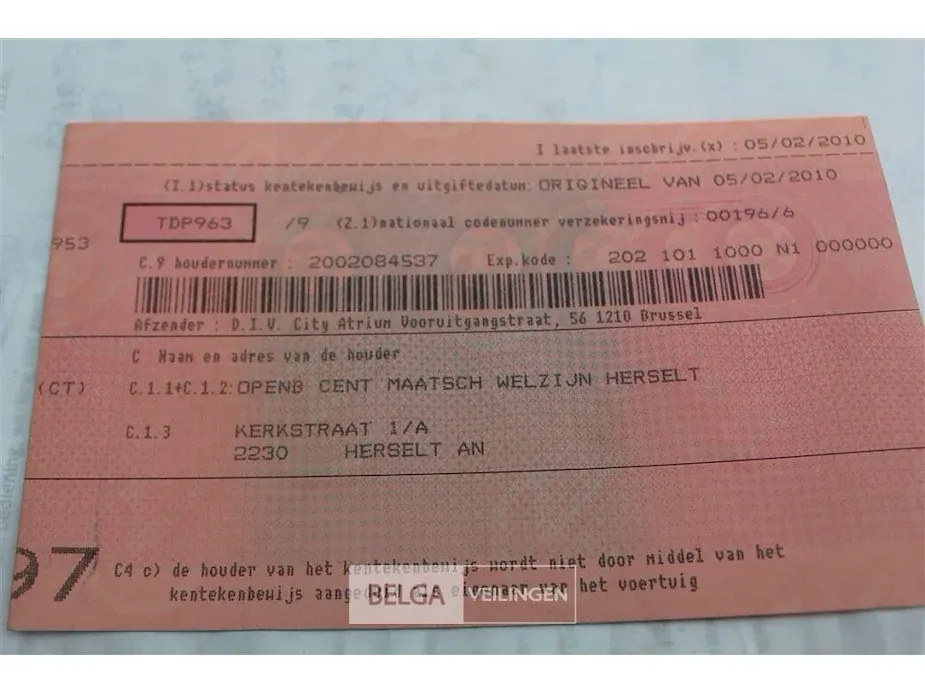 I laatste inschrijv.(x) : 05/02/2010
(I.1)status kentekenbewijs en uitgiftedatum: ORIGINEEL VAN 05/02/2010
TDP963 /9 (Z.1)nationaal codenummer verzekeringsmij : 00196/6
953
C.9 houdernummer : 2002084537 Exp.kode : 202 101 1000 N1 000000
Afzender : D.I.V. City Atrium Vooruitgangstraat, 56 1210 Brussel
C Naam en adres van de houder
(CT) C.1.1+C.1.2: OPENB CENT MAATSCH WELZIJN HERSELT
C.1.3 KERKSTRAAT 1/A
2230 HERSELT AN
97
C4 c) de houder van het kentekenbewijs wordt niet door middel van het
kentekenbewijs als eigenaar van het voertuig
BELGA VEILINGEN